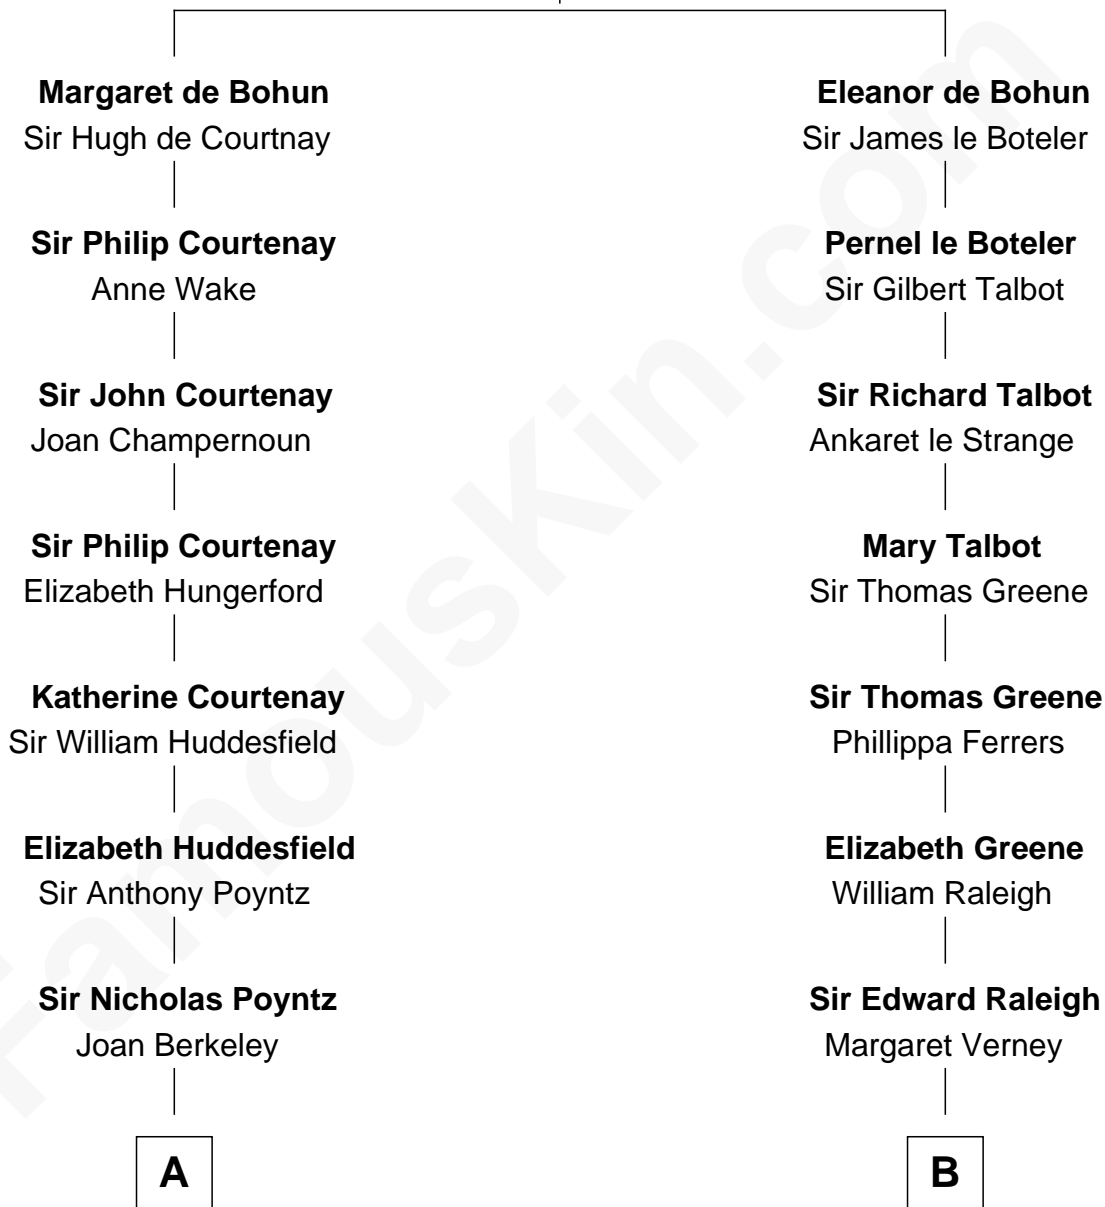 Margaret de Bohun
Sir Hugh de Courtnay
Sir Philip Courtenay
Anne Wake
Sir John Courtenay
Joan Champernoun
Sir Philip Courtenay
Elizabeth Hungerford
Katherine Courtenay
Sir William Huddesfield
Elizabeth Huddesfield
Sir Anthony Poyntz
Sir Nicholas Poyntz
Joan Berkeley
A
Eleanor de Bohun
Sir James le Boteler
Pernel le Boteler
Sir Gilbert Talbot
Sir Richard Talbot
Ankaret le Strange
Mary Talbot
Sir Thomas Greene
Sir Thomas Greene
Phillippa Ferrers
Elizabeth Greene
William Raleigh
Sir Edward Raleigh
Margaret Verney
B
FamousKin.com